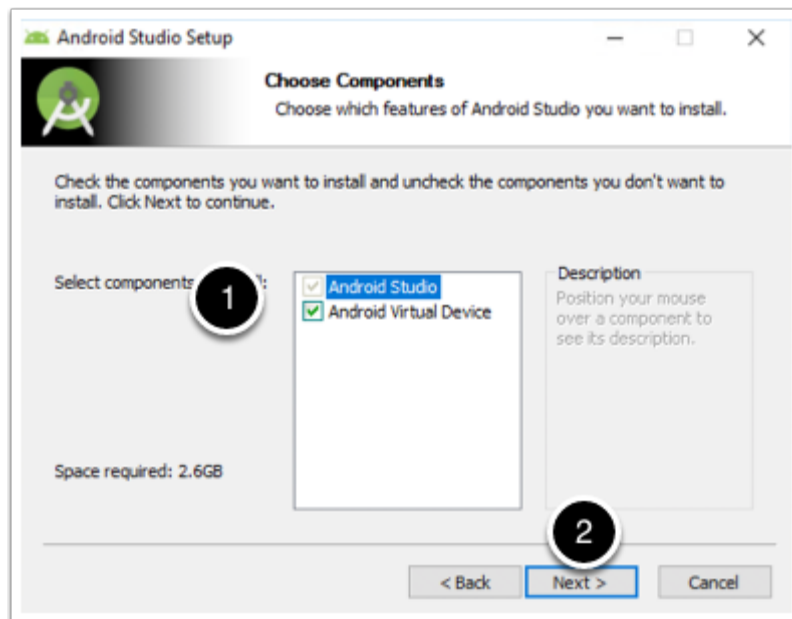 Android Studio Setup
Choose Components
Choose which features of Android Studio you want to install.
Check the components you want to install and uncheck the components you don't want to
install. Click Next to continue.
Select components
1
Android Studio
Android Virtual Device
Description
Position your mouse
over a component to
see its description.
Space required: 2.6GB
2
< Back
Next >
Cancel